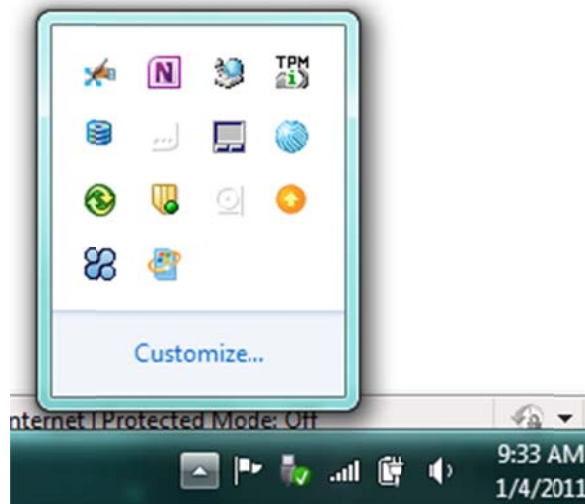 N
TPM
i
Customize...
nternet | Protected Mode: Off
9:33 AM
1/4/2011